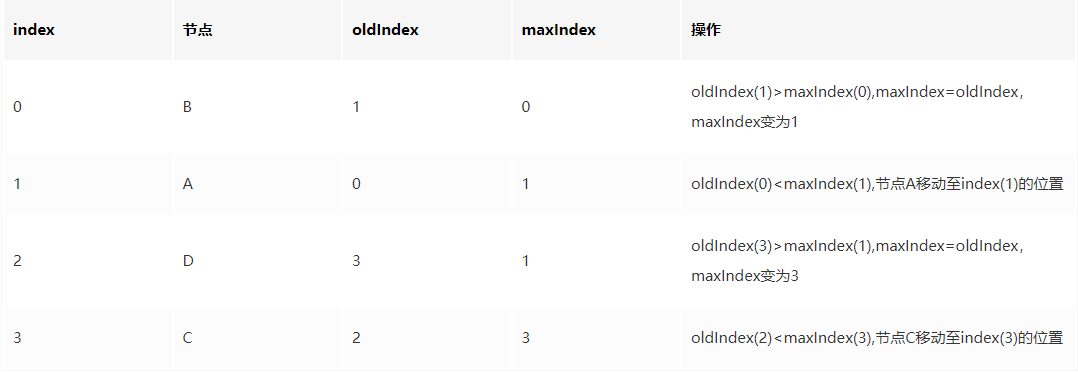 index 节点 oldIndex maxIndex 操作
0 B 1 0 oldIndex(1)>maxIndex(0),maxIndex=oldIndex，
maxIndex变为1
1 A 0 1 oldIndex(0)<maxIndex(1),节点A移动至index(1)的位置
2 D 3 1 oldIndex(3)>maxIndex(1),maxIndex=oldIndex，
maxIndex变为3
3 C 2 3 oldIndex(2)<maxIndex(3),节点C移动至index(3)的位置